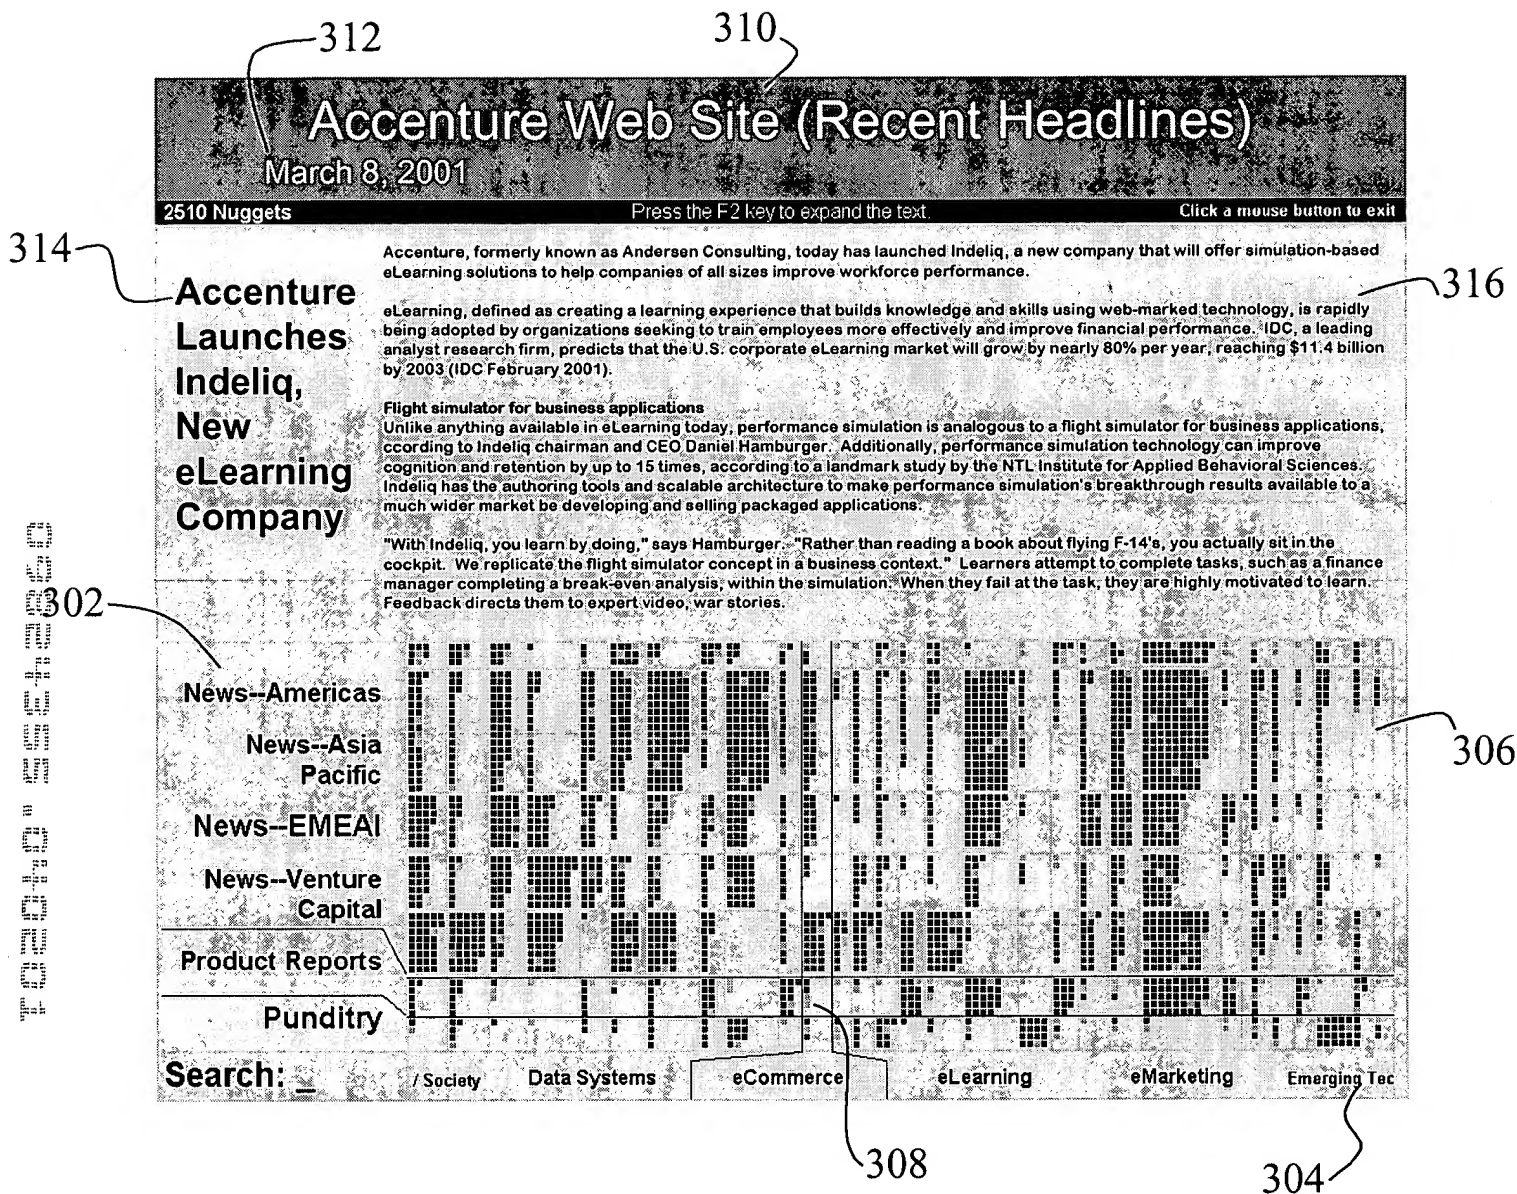 312
310
Accenture Web Site (Recent Headlines)
March 8, 2001
2510 Nuggets
Press the F2 key to expand the text.
Click a mouse button to exit
314
Accenture
Launches
Indeliq,
New
eLearning
Company
Accenture, formerly known as Andersen Consulting, today has launched Indeliq, a new company that will offer simulation-based
eLearning solutions to help companies of all sizes improve workforce performance.
316
eLearning, defined as creating a learning experience that builds knowledge and skills using web-marked technology, is rapidly
being adopted by organizations seeking to train employees more effectively and improve financial performance. IDC, a leading
analyst research firm, predicts that the U.S. corporate eLearning market will grow by nearly 80% per year, reaching $11.4 billion
by 2003 (IDC February 2001).
Flight simulator for business applications
Unlike anything available in eLearning today, performance simulation is analogous to a flight simulator for business applications,
ccording to Indeliq chairman and CEO Daniel Hamburger. Additionally, performance simulation technology can improve
cognition and retention by up to 15 times, according to a landmark study by the NTL Institute for Applied Behavioral Sciences.
Indeliq has the authoring tools and scalable architecture to make performance simulation's breakthrough results available to a
much wider market be developing and selling packaged applications.
"With Indeliq, you learn by doing," says Hamburger. "Rather than reading a book about flying F-14's, you actually sit in the
cockpit. We replicate the flight simulator concept in a business context." Learners attempt to complete tasks, such as a finance
manager completing a break-even analysis, within the simulation. When they fail at the task, they are highly motivated to learn.
Feedback directs them to expert video, war stories.
302
News--Americas
News--Asia
Pacific
306
News--EMEAI
News--Venture
Capital
Product Reports
Punditry
Search: _
/ Society
Data Systems
eCommerce
eLearning
eMarketing
Emerging Tec
308
304